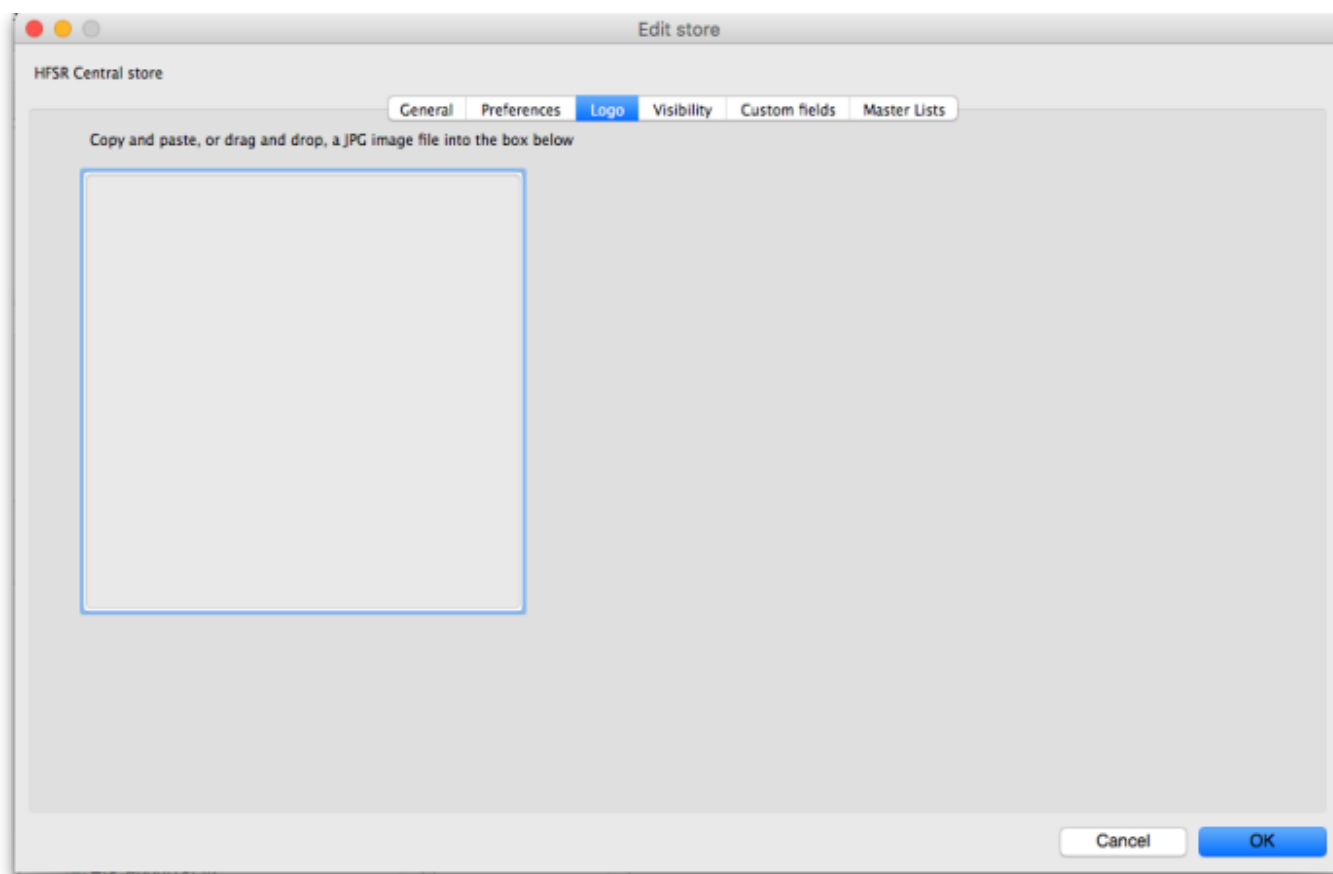 Edit store
HFSR Central store
General Preferences Logo Visibility Custom fields Master Lists
Copy and paste, or drag and drop, a JPG image file into the box below
Cancel OK